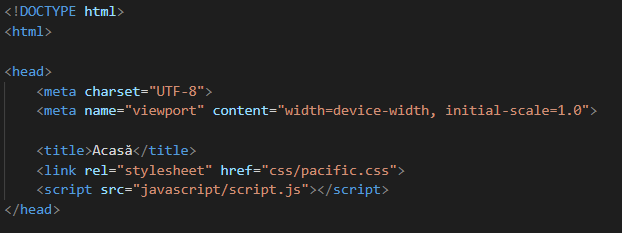 <!DOCTYPE html>
<html>
<head>
<meta charset="UTF-8">
<meta name="viewport" content="width=device-width, initial-scale=1.0">
<title>Acasă</title>
<link rel="stylesheet" href="css/pacific.css">
<script src="javascript/script.js"></script>
</head>